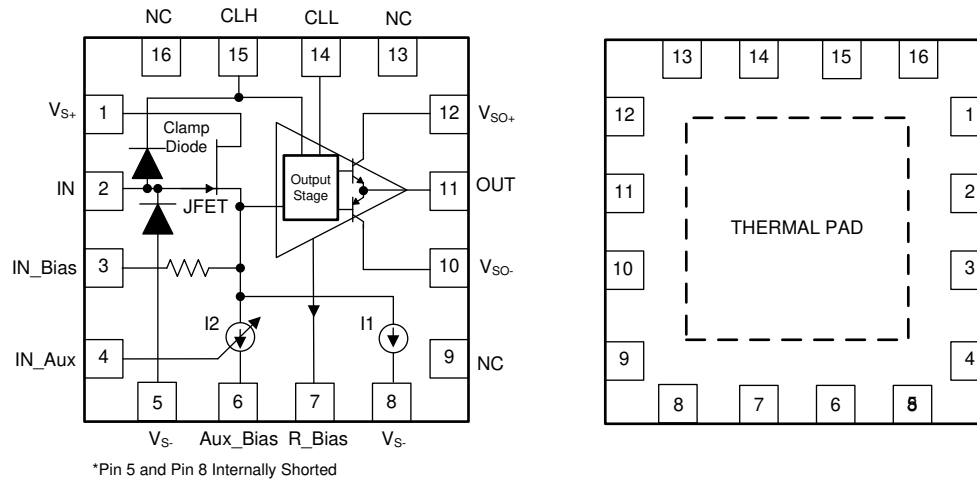 NC CLH CLL NC
16 15 14 13
13 14 15 16
VS+ 1
Clamp
Diode
12 VSO+
12 1
IN 2
JFET
Output
Stage
11 OUT
11 2
THERMAL PAD
IN_Bias 3
10 VSO-
10 3
I2 I1
IN_Aux 4
9 NC
9 4
5 6 7 8
8 7 6
VS- Aux_Bias R_Bias VS-
*Pin 5 and Pin 8 Internally Shorted